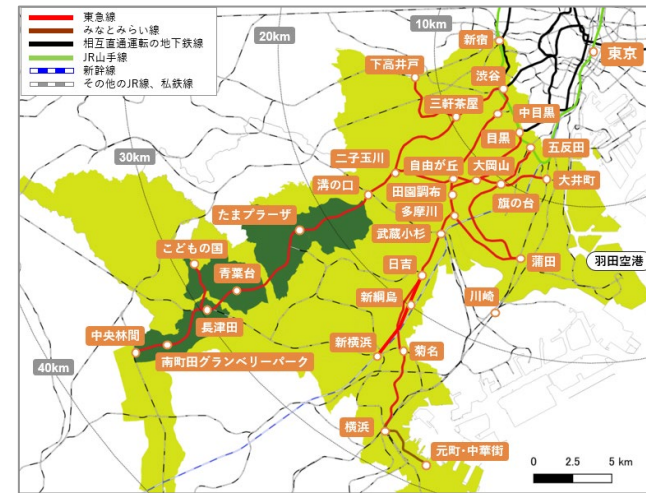 東急線
みなとみらい線
相互直通運転の地下鉄線
JR山手線
新幹線
その他のJR線、私鉄線
10km
20km
新宿
東京
下高井戸
渋谷
三軒茶屋
中目黒
目黒
30km
二子玉川
自由が丘
大岡山
五反田
溝の口
田園調布
大井町
旗の台
たまプラーザ
多摩川
武蔵小杉
蒲田
羽田空港
こどもの国
青葉台
日吉
新綱島
川崎
長津田
中央林間
南町田グランベリーパーク
新横浜
菊名
40km
横浜
元町・中華街
0 2.5 5 km